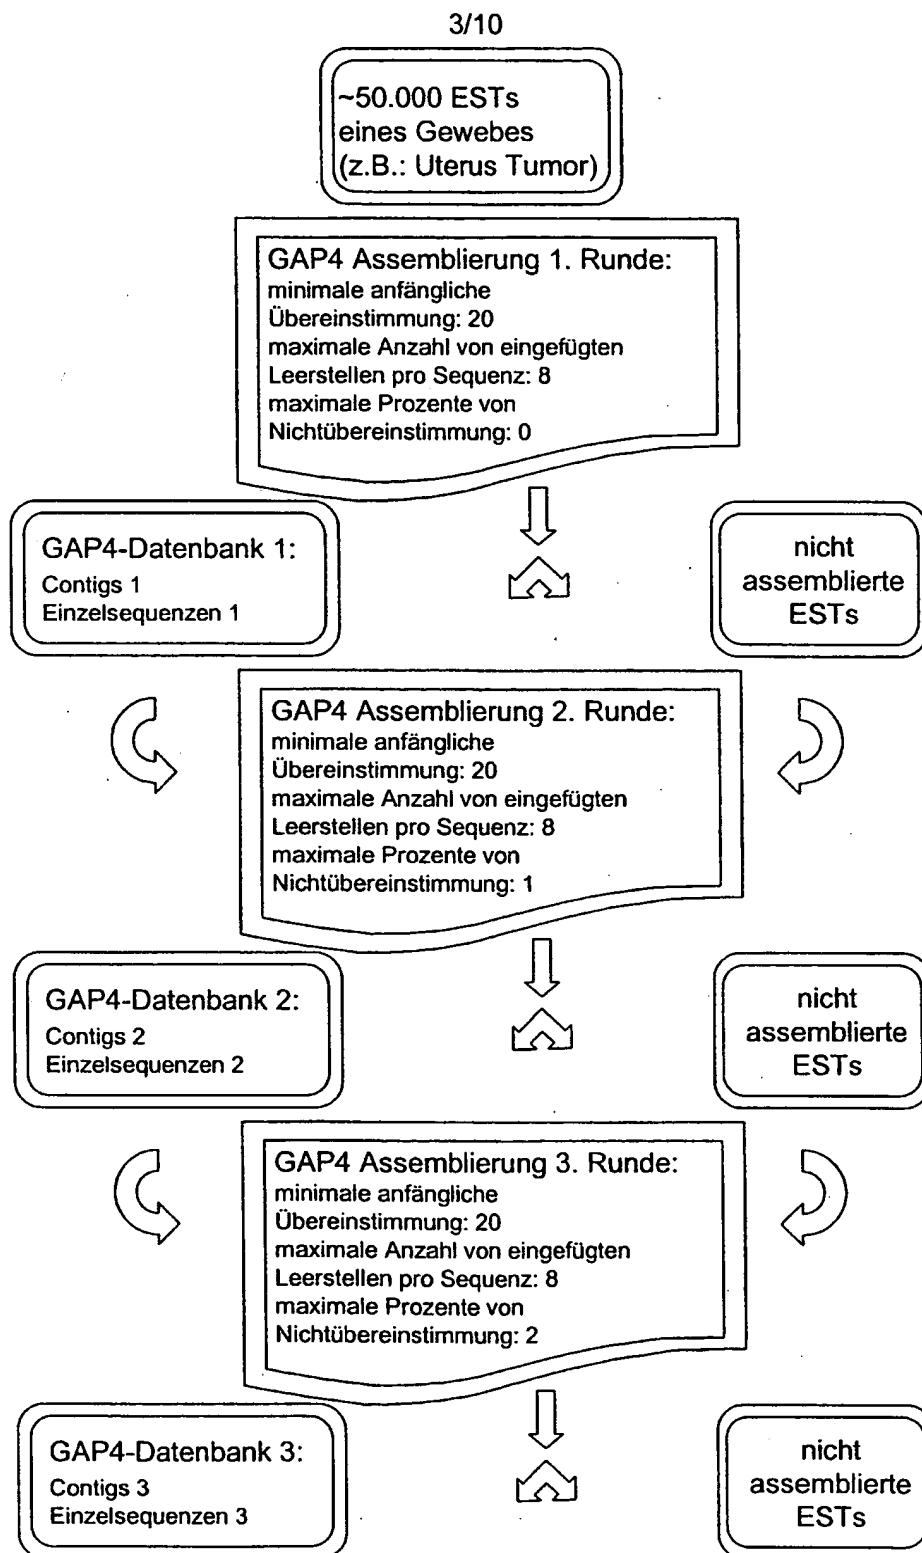 3/10
~50.000 ESTs
eines Gewebes
(z.B.: Uterus Tumor)
GAP4 Assemblierung 1. Runde:
minimale anfängliche
Übereinstimmung: 20
maximale Anzahl von eingefügten
Leerstellen pro Sequenz: 8
maximale Prozente von
Nichtübereinstimmung: 0
GAP4-Datenbank 1:
Contigs 1
Einzelsequenzen 1
nicht
assemblierte
ESTs
GAP4 Assemblierung 2. Runde:
minimale anfängliche
Übereinstimmung: 20
maximale Anzahl von eingefügten
Leerstellen pro Sequenz: 8
maximale Prozente von
Nichtübereinstimmung: 1
GAP4-Datenbank 2:
Contigs 2
Einzelsequenzen 2
nicht
assemblierte
ESTs
GAP4 Assemblierung 3. Runde:
minimale anfängliche
Übereinstimmung: 20
maximale Anzahl von eingefügten
Leerstellen pro Sequenz: 8
maximale Prozente von
Nichtübereinstimmung: 2
GAP4-Datenbank 3:
Contigs 3
Einzelsequenzen 3
nicht
assemblierte
ESTs